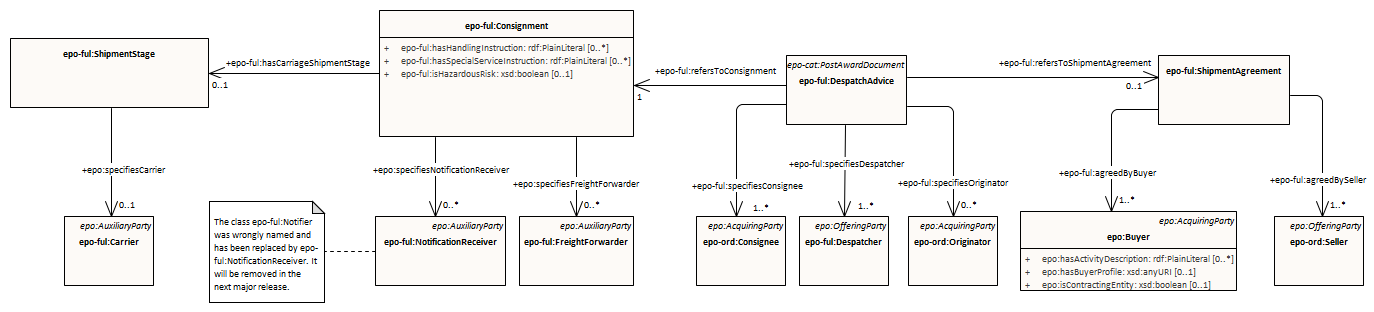 epo-ful:ShipmentStage
+epo-ful:hasCarriageShipmentStage
0..1
epo-ful:Consignment
+ epo-ful:hasHandlingInstruction: rdf:PlainLiteral [0..*]
+ epo-ful:hasSpecialServiceInstruction: rdf:PlainLiteral [0..*]
+ epo-ful:isHazardousRisk: xsd:boolean [0..1]
+epo-ful:refersToConsignment
1
epo-cat:PostAwardDocument
epo-ful:DespatchAdvice
+epo-ful:refersToShipmentAgreement
0..1
epo-ful:ShipmentAgreement
+epo:specifiesCarrier
0..1
+epo:specifiesNotificationReceiver
0..*
+epo:specifiesFreightForwarder
0..*
+epo-ful:specifiesConsignee
1..*
+epo-ful:specifiesDespatcher
1..*
+epo-ful:specifiesOriginator
0..*
+epo-ful:agreedByBuyer
1..*
+epo-ful:agreedBySeller
1..*
epo:AuxiliaryParty
epo-ful:Carrier
The class epo-ful:Notifier
was wrongly named and
has been replaced by epo-
ful:NotificationReceiver. It
will be removed in the
next major release.
epo:AuxiliaryParty
epo-ful:NotificationReceiver
epo:AuxiliaryParty
epo-ful:FreightForwarder
epo:AcquiringParty
epo-ord:Consignee
epo:OfferingParty
epo-ful:Despatcher
epo:AcquiringParty
epo-ord:Originator
epo:AcquiringParty
epo:Buyer
+ epo:hasActivityDescription: rdf:PlainLiteral [0..*]
+ epo:hasBuyerProfile: xsd:anyURI [0..1]
+ epo:isContractingEntity: xsd:boolean [0..1]
epo:OfferingParty
epo-ord:Seller